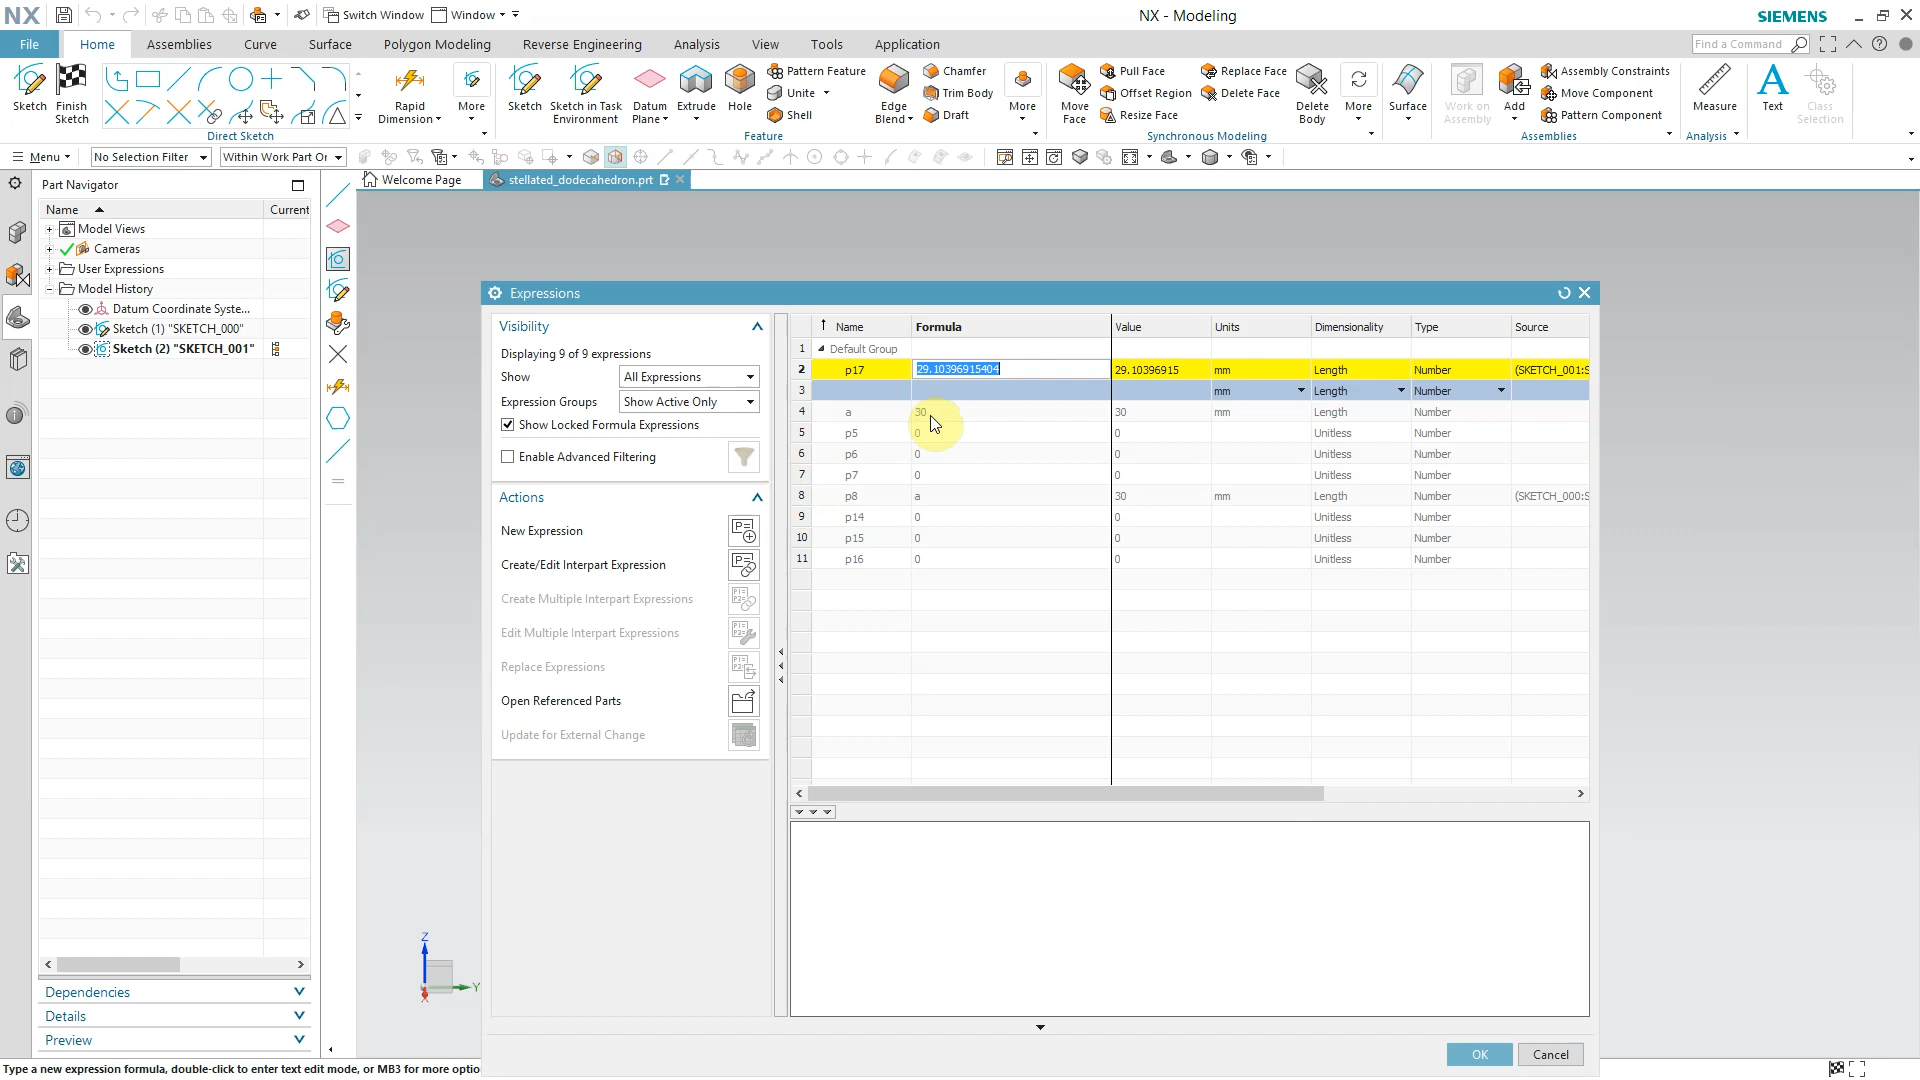 NX
Switch Window
Window
NX - Modeling
SIEMENS
File
Home
Assemblies
Curve
Surface
Polygon Modeling
Reverse Engineering
Analysis
View
Tools
Application
Find a Command
Sketch
Finish Sketch
Direct Sketch
Rapid Dimension
More
Sketch
Sketch in Task Environment
Datum Plane
Extrude
Hole
Pattern Feature
Unite
Shell
Edge Blend
Chamfer
Trim Body
Draft
More
Feature
Move Face
Pull Face
Offset Region
Resize Face
Replace Face
Delete Face
Delete Body
More
Synchronous Modeling
Surface
Work on Assembly
Add
Assembly Constraints
Move Component
Pattern Component
Assemblies
Measure
Analysis
Text
Class Selection
Menu
No Selection Filter
Within Work Part Or
Part Navigator
Welcome Page
stellated_dodecahedron.prt
Name
Current
Model Views
Cameras
User Expressions
Model History
Datum Coordinate Syste...
Sketch (1) "SKETCH_000"
Sketch (2) "SKETCH_001"
Dependencies
Details
Preview
Z
Y
X
Expressions
Visibility
Displaying 9 of 9 expressions
Show All Expressions
Expression Groups Show Active Only
Show Locked Formula Expressions
Enable Advanced Filtering
Actions
New Expression
Create/Edit Interpart Expression
Create Multiple Interpart Expressions
Edit Multiple Interpart Expressions
Replace Expressions
Open Referenced Parts
Update for External Change
Name Formula Value Units Dimensionality Type Source
1 Default Group
2 p17 29.10396915404 29.10396915 mm Length Number (SKETCH_001:S
3 mm Length Number
4 a 30 30 mm Length Number
5 p5 0 0 Unitless Number
6 p6 0 0 Unitless Number
7 p7 0 0 Unitless Number
8 p8 a 30 mm Length Number (SKETCH_000:S
9 p14 0 0 Unitless Number
10 p15 0 0 Unitless Number
11 p16 0 0 Unitless Number
OK
Cancel
Type a new expression formula, double-click to enter text edit mode, or MB3 for more optio